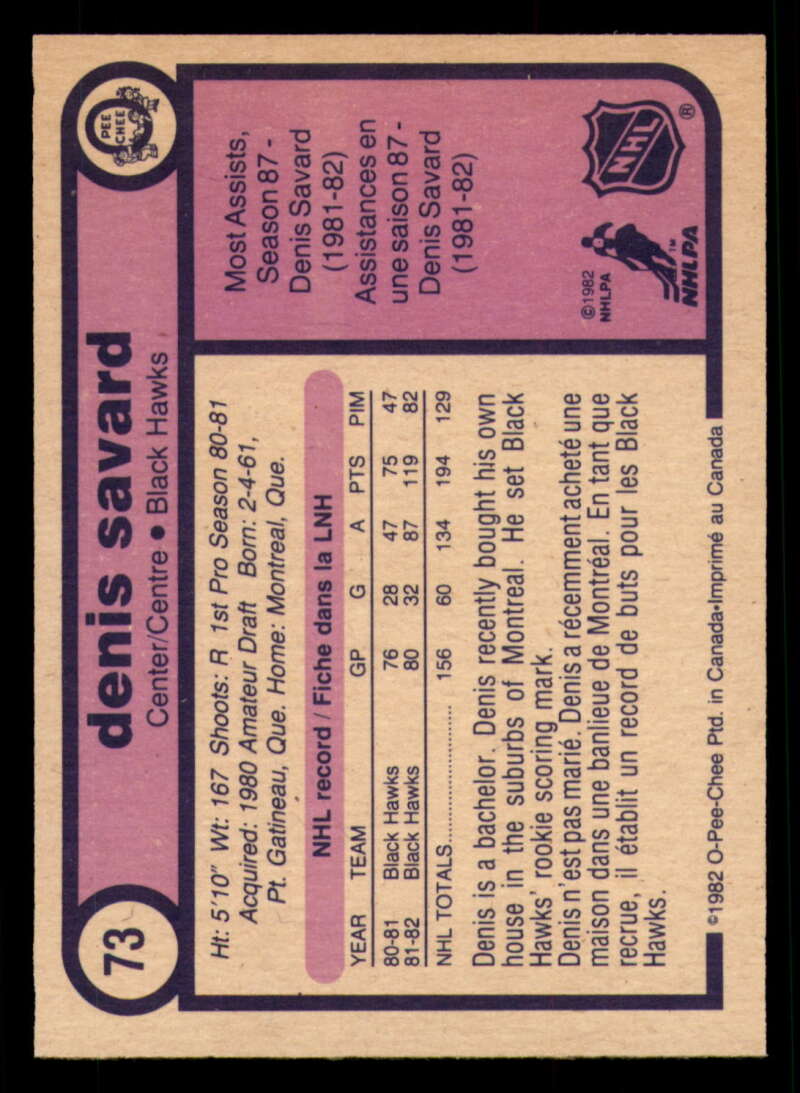 73
denis savard
Center/Centre • Black Hawks
O
PEE
CHEE
Ht: 5'10" Wt: 167 Shoots: R 1st Pro Season 80-81
Acquired: 1980 Amateur Draft Born: 2-4-61,
Pt. Gatineau, Que. Home: Montreal, Que.
NHL record / Fiche dans la LNH
YEAR TEAM GP G A PTS PIM
80-81 Black Hawks 76 28 47 75 47
81-82 Black Hawks 80 32 87 119 82
NHL TOTALS.................... 156 60 134 194 129
Denis is a bachelor. Denis recently bought his own
house in the suburbs of Montreal. He set Black
Hawks' rookie scoring mark.
Denis n'est pas marié. Denis a récemment acheté une
maison dans une banlieue de Montréal. En tant que
recrue, il établit un record de buts pour les Black
Hawks.
Most Assists,
Season 87 -
Denis Savard
(1981-82)
Assistances en
une saison 87 -
Denis Savard
(1981-82)
©1982
NHLPA
NHLPA
TM
NHL
®
©1982 O-Pee-Chee Ptd. in Canada•Imprimé au Canada